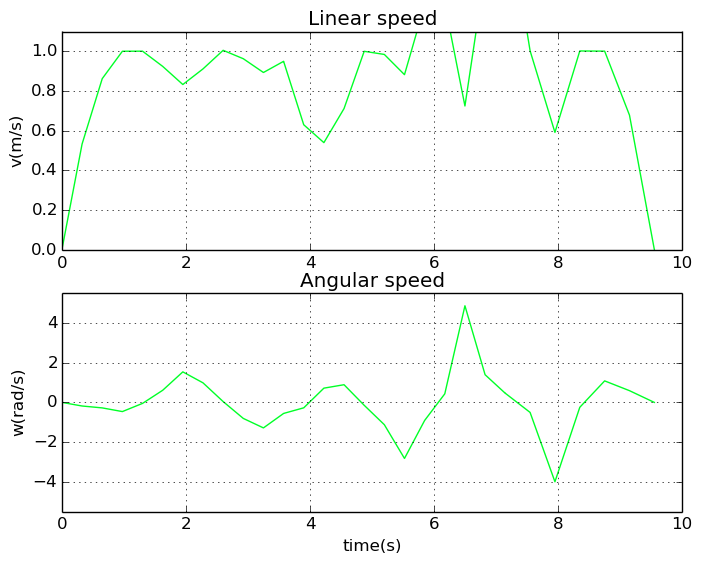 Linear speed
1.0
0.8
0.6
0.4
0.2
0.0
v(m/s)
0 2 4 6 8 10
Angular speed
4
2
0
−2
−4
w(rad/s)
0 2 4 6 8 10
time(s)